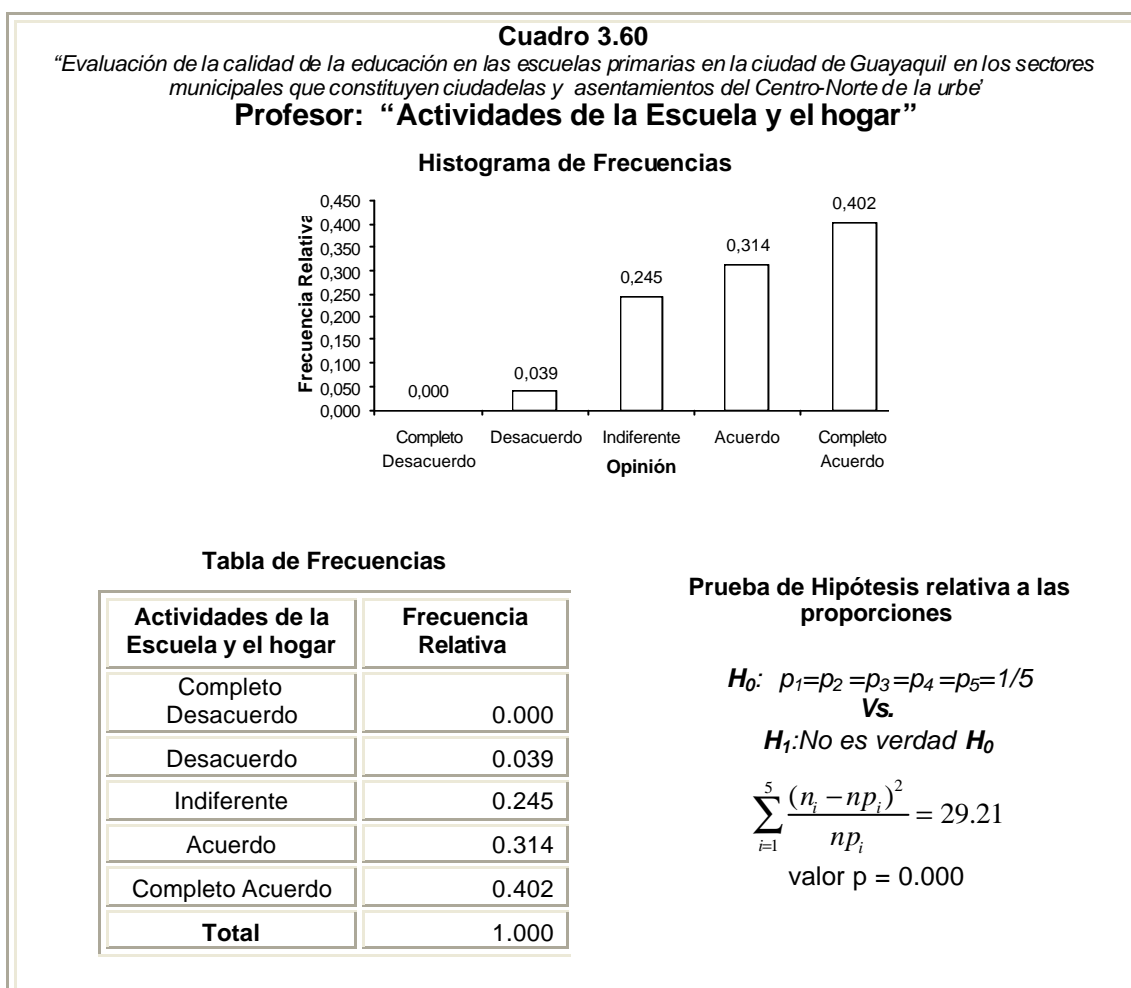 Cuadro 3.60
“Evaluación de la calidad de la educación en las escuelas primarias en la ciudad de Guayaquil en los sectores
municipales que constituyen ciudadelas y asentamientos del Centro-Norte de la urbe’
Profesor: “Actividades de la Escuela y el hogar”
Histograma de Frecuencias
Frecuencia Relativa
0,450
0,400
0,350
0,300
0,250
0,200
0,150
0,100
0,050
0,000
0,000
0,039
0,245
0,314
0,402
Completo
Desacuerdo
Desacuerdo
Indiferente
Acuerdo
Completo
Acuerdo
Opinión
Tabla de Frecuencias
Actividades de la Escuela y el hogar
Frecuencia Relativa
Completo
Desacuerdo 0.000
Desacuerdo 0.039
Indiferente 0.245
Acuerdo 0.314
Completo Acuerdo 0.402
Total 1.000
Prueba de Hipótesis relativa a las
proporciones
H₀: p₁=p₂ =p₃=p₄ =p₅=1/5
Vs.
H₁:No es verdad H₀
∑_{i=1}^{5} (n_i − np_i)² / np_i = 29.21
valor p = 0.000